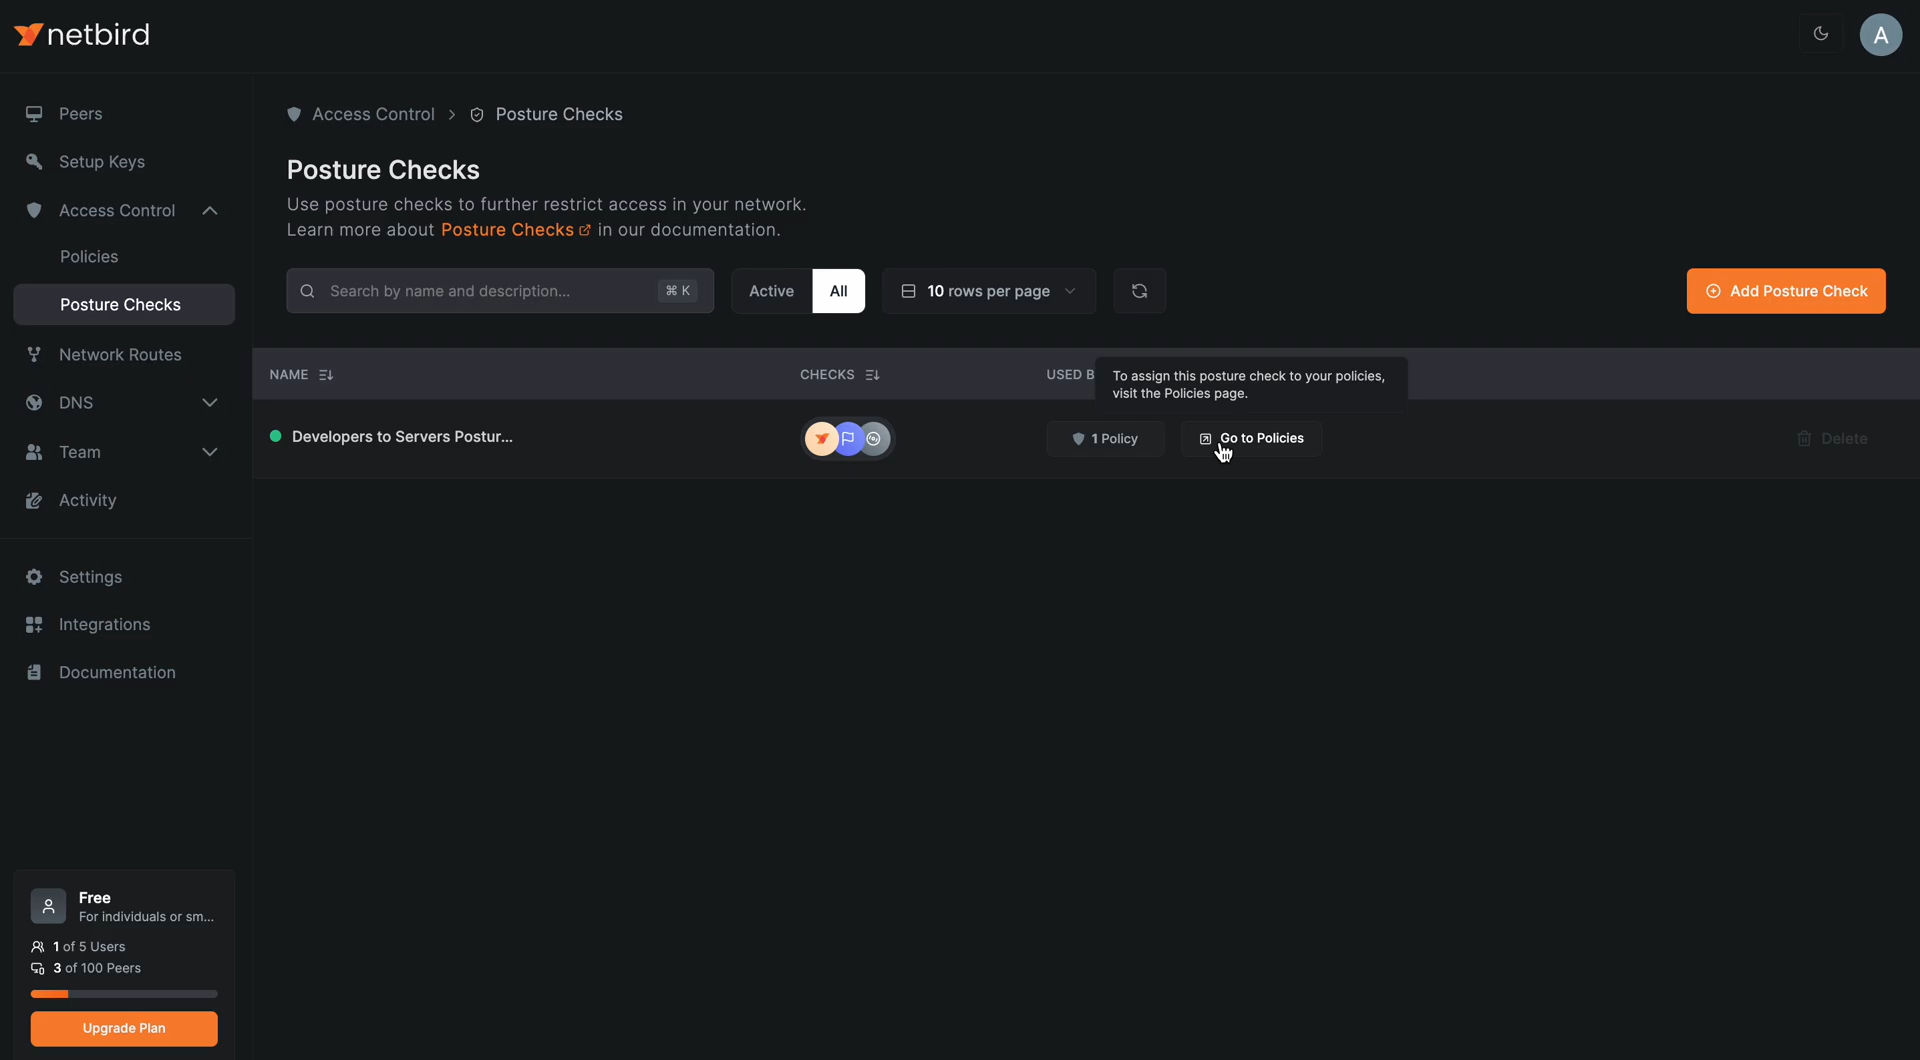 netbird
A
Peers
Setup Keys
Access Control
Policies
Posture Checks
Network Routes
DNS
Team
Activity
Settings
Integrations
Documentation
Free
For individuals or sm...
1 of 5 Users
3 of 100 Peers
Upgrade Plan
Access Control > Posture Checks
Posture Checks
Use posture checks to further restrict access in your network.
Learn more about Posture Checks in our documentation.
Search by name and description... ⌘ K
Active All
10 rows per page
Add Posture Check
NAME CHECKS USED B
To assign this posture check to your policies,
visit the Policies page.
Developers to Servers Postur... 1 Policy Go to Policies Delete